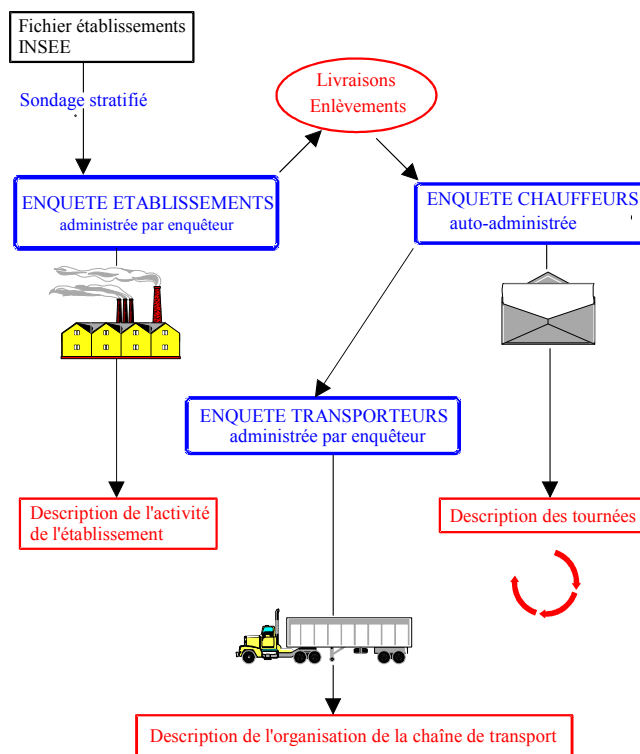 Fichier établissements
INSEE
Sondage stratifié
Livraisons
Enlèvements
ENQUETE ETABLISSEMENTS
administrée par enquêteur
ENQUETE CHAUFFEURS
auto-administrée
ENQUETE TRANSPORTEURS
administrée par enquêteur
Description de l'activité
de l'établissement
Description des tournées
Description de l'organisation de la chaîne de transport